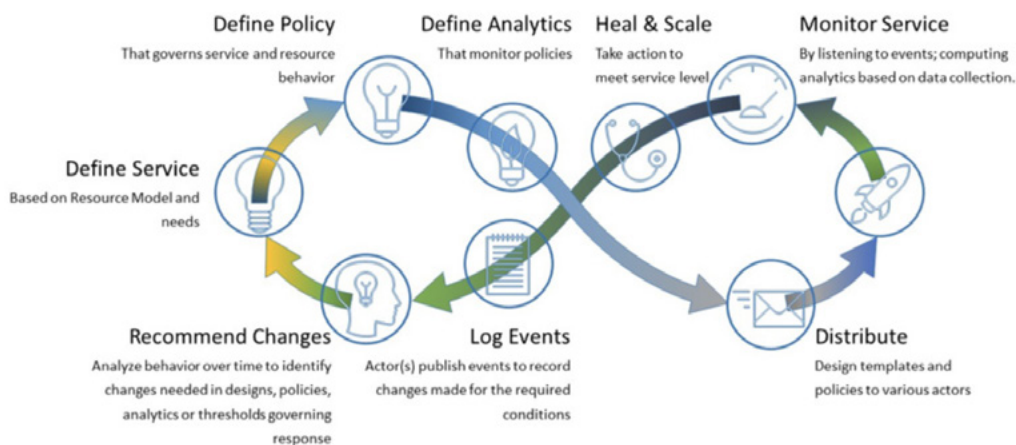 Define Policy
That governs service and resource
behavior
Define Analytics
That monitor policies
Heal & Scale
Take action to
meet service level
Monitor Service
By listening to events; computing
analytics based on data collection.
Define Service
Based on Resource Model and
needs
Recommend Changes
Analyze behavior over time to identify
changes needed in designs, policies,
analytics or thresholds governing
response
Log Events
Actor(s) publish events to record
changes made for the required
conditions
Distribute
Design templates and
policies to various actors